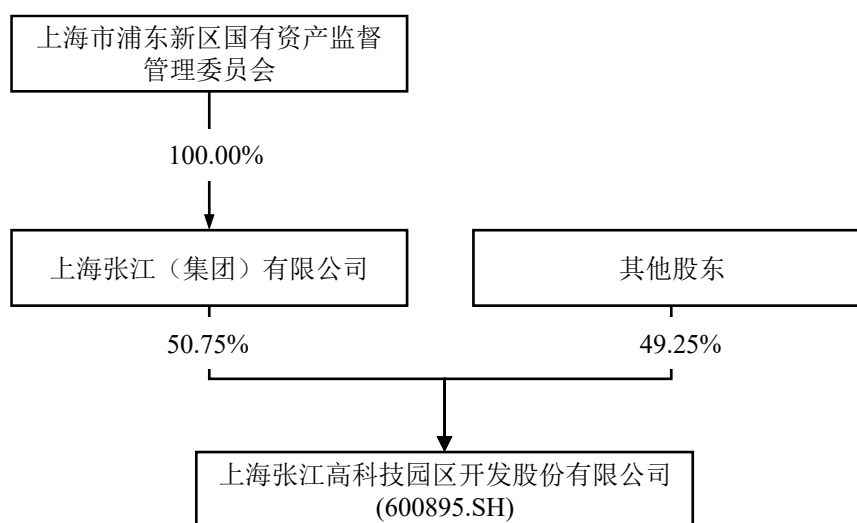 上海市浦东新区国有资产监督
管理委员会
100.00%
上海张江（集团）有限公司
其他股东
50.75%
49.25%
上海张江高科技园区开发股份有限公司
(600895.SH)